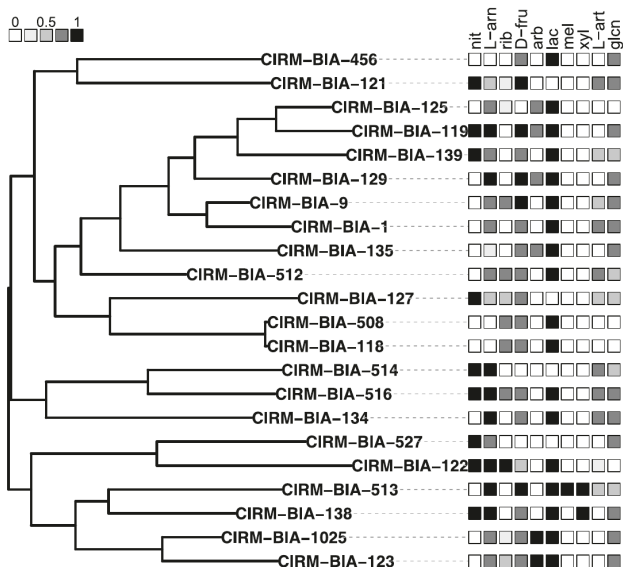 0 0.5 1
nit L-arn rib D-fru arb lac mel xyl L-art glcn
CIRM-BIA-456
CIRM-BIA-121
CIRM-BIA-125
CIRM-BIA-119
CIRM-BIA-139
CIRM-BIA-129
CIRM-BIA-9
CIRM-BIA-1
CIRM-BIA-135
CIRM-BIA-512
CIRM-BIA-127
CIRM-BIA-508
CIRM-BIA-118
CIRM-BIA-514
CIRM-BIA-516
CIRM-BIA-134
CIRM-BIA-527
CIRM-BIA-122
CIRM-BIA-513
CIRM-BIA-138
CIRM-BIA-1025
CIRM-BIA-123